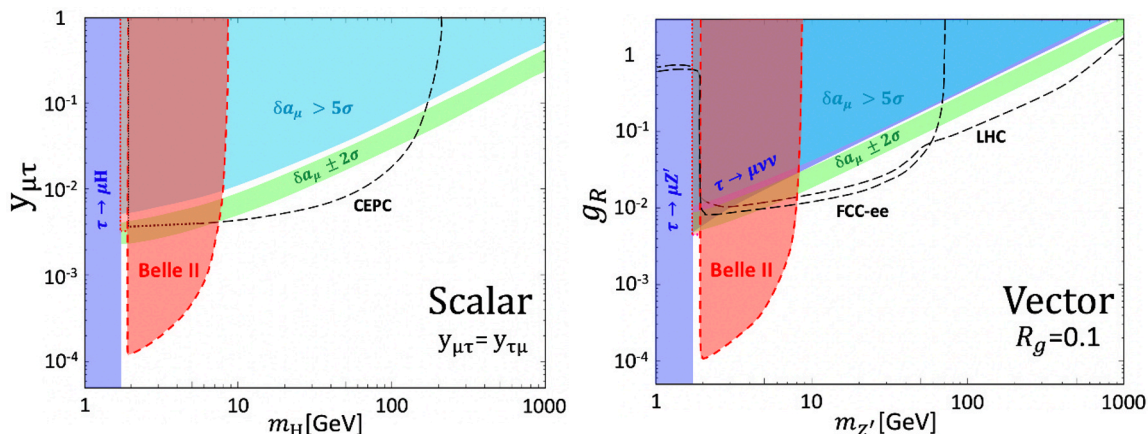 1
10⁻¹
10⁻²
10⁻³
10⁻⁴
yμτ
τ → μH
δaμ > 5σ
δaμ ± 2σ
CEPC
Belle II
Scalar
yμτ = yτμ
1 10 100 1000
mH [GeV]
1
10⁻¹
10⁻²
10⁻³
10⁻⁴
gR
τ → μZ′
τ → μνν
δaμ > 5σ
δaμ ± 2σ
LHC
FCC-ee
Belle II
Vector
Rg=0.1
1 10 100 1000
mZ′ [GeV]